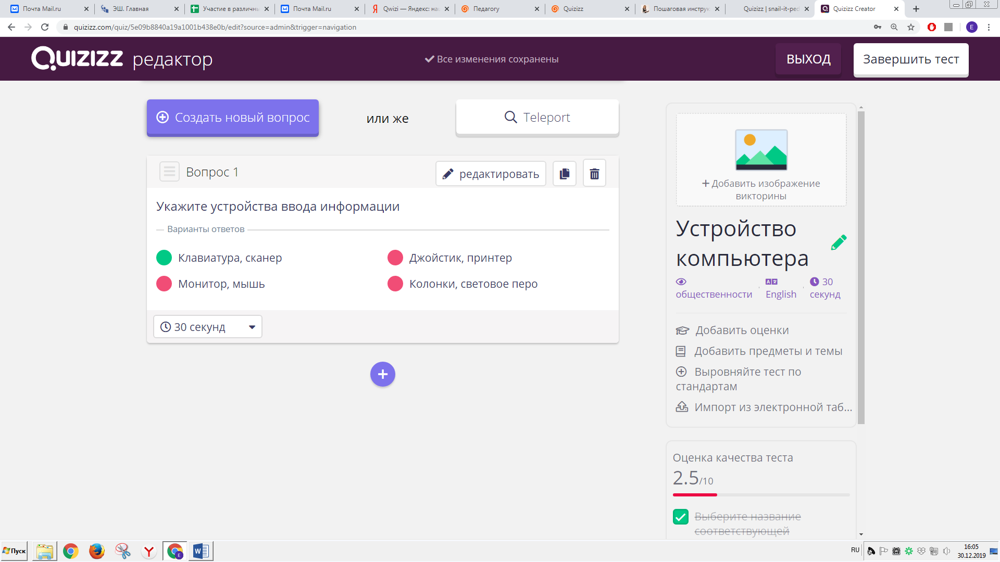 Почта Mail.ru
ЭШ. Главная
Участие в различнь
Почта Mail.ru
Qwizi — Яндекс: на
Педагогу
Quizizz
Пошаговая инструк
Quizizz | snail-it-ped
Quizizz Creator
quizizz.com/quiz/5e09b8840a19a1001b438e0b/edit?source=admin&trigger=navigation
E
Quizizz редактор
Все изменения сохранены
ВЫХОД
Завершить тест
Создать новый вопрос
или же
Teleport
Вопрос 1
редактировать
Укажите устройства ввода информации
Варианты ответов
Клавиатура, сканер
Джойстик, принтер
Монитор, мышь
Колонки, световое перо
30 секунд
+ Добавить изображение
викторины
Устройство
компьютера
общественности
English
30
секунд
Добавить оценки
Добавить предметы и темы
Выровняйте тест по
стандартам
Импорт из электронной таб...
Оценка качества теста
2.5/10
Выберите название
соответствующей
Пуск
RU
16:05
30.12.2019